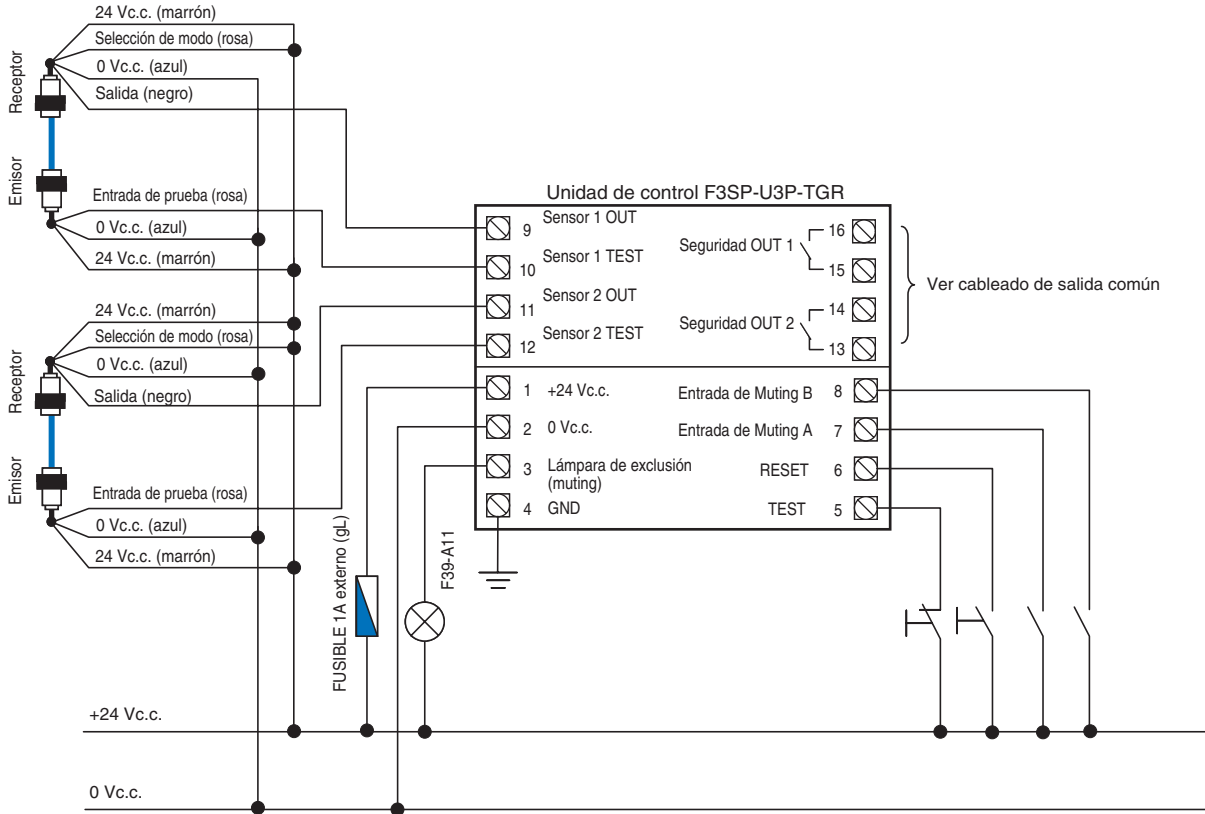 24 Vc.c. (marrón)
Selección de modo (rosa)
0 Vc.c. (azul)
Salida (negro)
Receptor
Emisor
Entrada de prueba (rosa)
0 Vc.c. (azul)
24 Vc.c. (marrón)
24 Vc.c. (marrón)
Selección de modo (rosa)
0 Vc.c. (azul)
Salida (negro)
Receptor
Emisor
Entrada de prueba (rosa)
0 Vc.c. (azul)
24 Vc.c. (marrón)
Unidad de control F3SP-U3P-TGR
9 Sensor 1 OUT
10 Sensor 1 TEST
11 Sensor 2 OUT
12 Sensor 2 TEST
Seguridad OUT 1
16
15
Seguridad OUT 2
14
13
Ver cableado de salida común
1 +24 Vc.c.
2 0 Vc.c.
3 Lámpara de exclusión
(muting)
4 GND
Entrada de Muting B 8
Entrada de Muting A 7
RESET 6
TEST 5
FUSIBLE 1A externo (gL)
F39-A11
+24 Vc.c.
0 Vc.c.